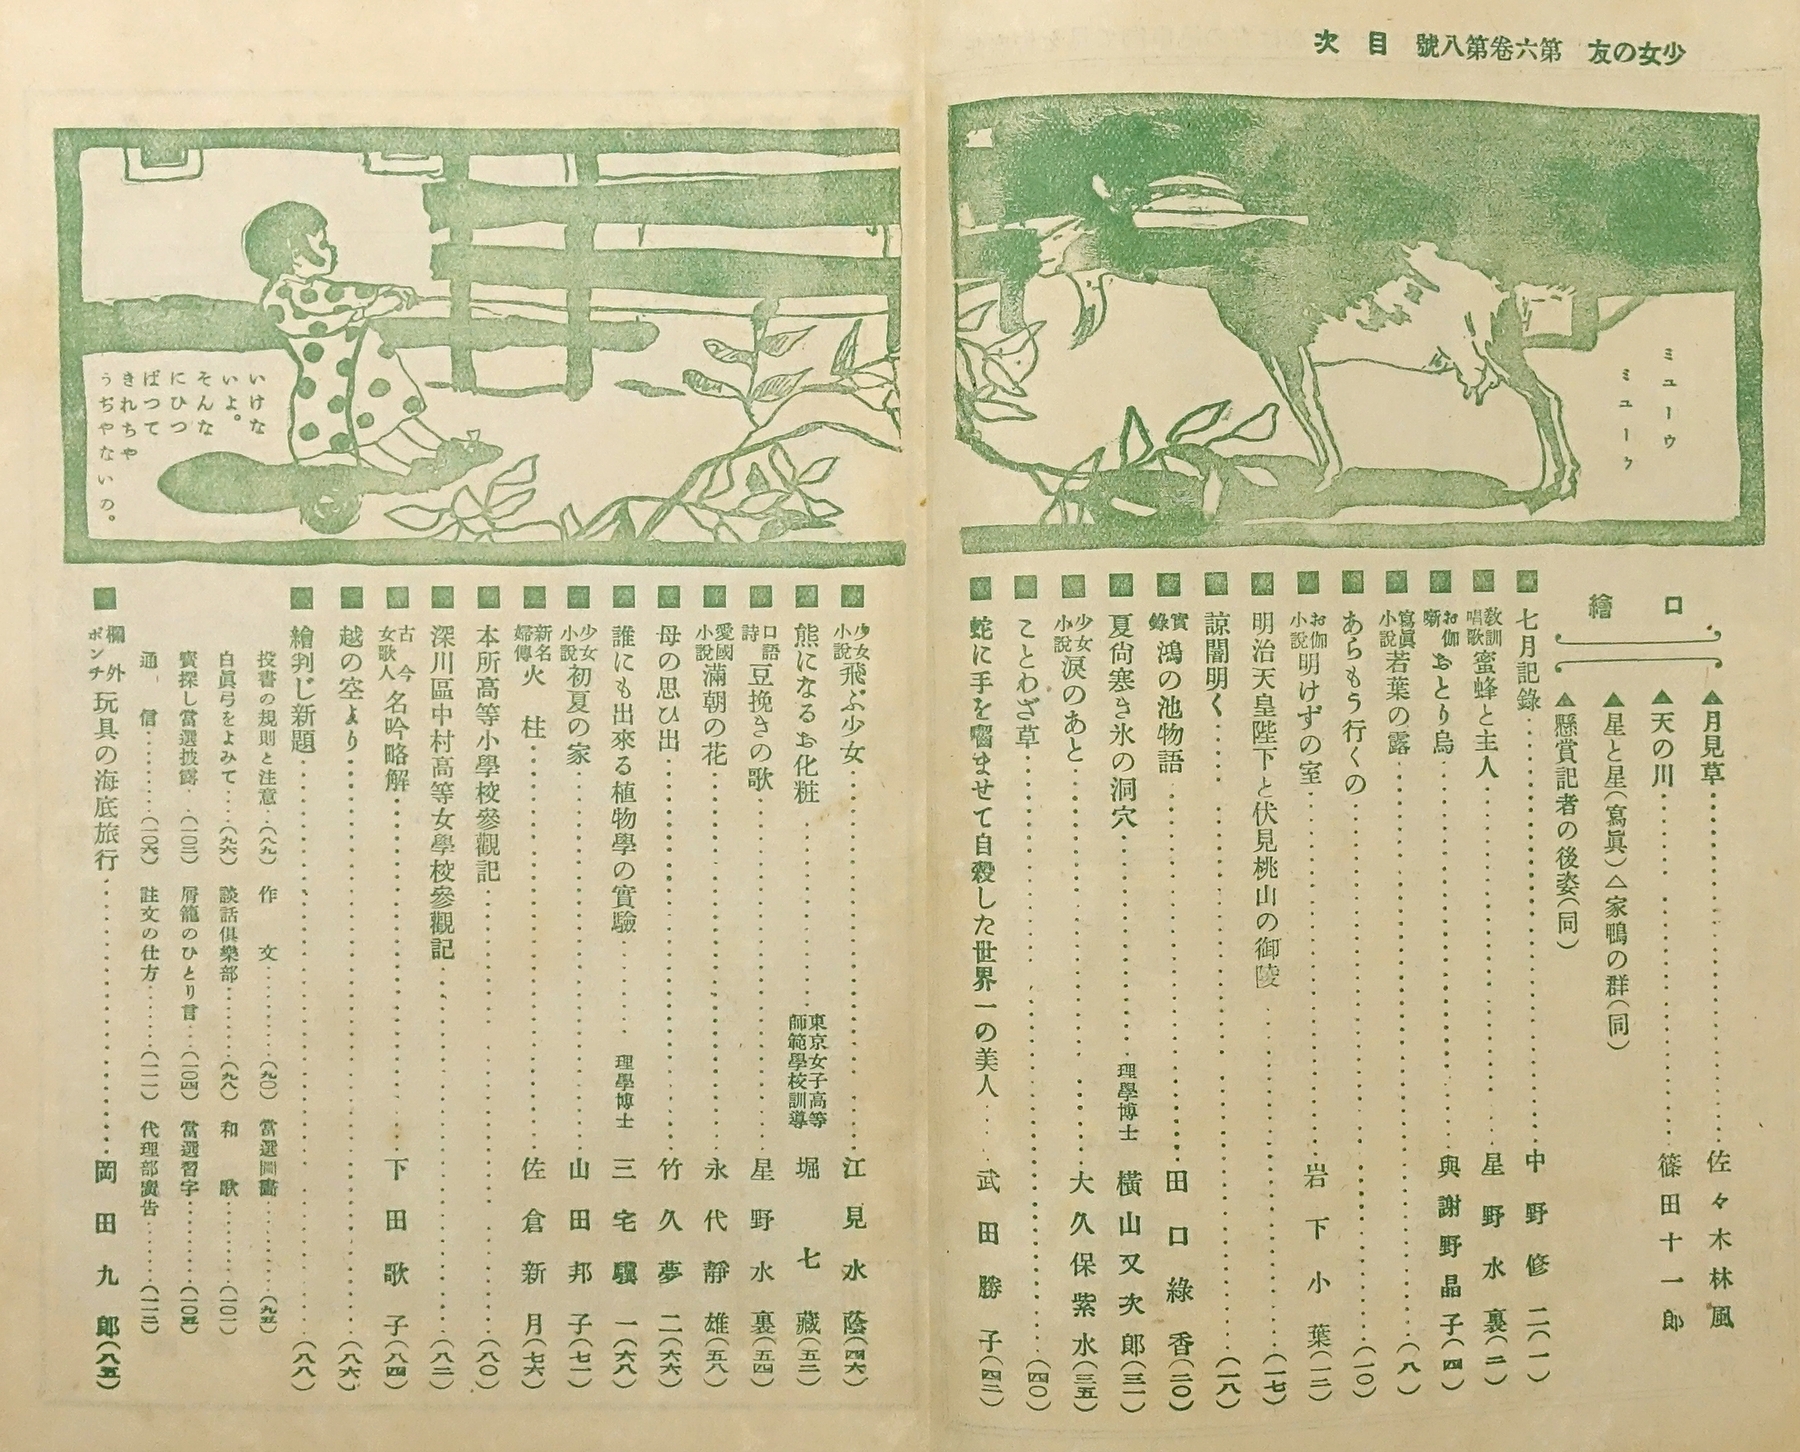 少女の友 第六卷第八號 目次
ミューウ
ミューウ
いけな
いよ。
そんな
にひつ
ぱつて
きれちや
うぢやないの。
口繪
▲月見草 佐々木林風
▲天の川 篠田十一郎
▲星と星(寫眞)△家鴨の群(同)
▲懸賞記者の後姿(同)
■七月記錄 中野修二(一)
■教訓唱歌 蜜蜂と主人 星野水裏(二)
■お伽噺 おとり烏 與謝野晶子(四)
■寫眞小說 若葉の露 (八)
■あらもう行くの (一〇)
■お伽小說 明けずの室 岩下小葉(一二)
■明治天皇陛下と伏見桃山の御陵 (一七)
■諒闇明く (一八)
■實錄 鴻の池物語 田口綠香(二〇)
■夏尙寒き氷の洞穴 理學博士 橫山又次郎(三一)
■少女小說 淚のあと 大久保紫水(三五)
■ことわざ草 (四〇)
■蛇に手を嚙ませて自殺した世界一の美人 武田勝子(四二)
■少女小說 飛ぶ少女 江見水蔭(四六)
■熊になるお化粧 東京女子高等師範學校訓導 堀七藏(五二)
■口語詩 豆挽きの歌 星野水裏(五四)
■愛國小說 滿朝の花 永代靜雄(五八)
■母の思ひ出 竹久夢二(六六)
■誰にも出來る植物學の實驗 理學博士 三宅驥一(六八)
■少女小說 初夏の家 山田邦子(七一)
■新名婦傳 火柱 佐倉新月(七六)
■本所高等小學校參觀記 (八〇)
■深川區中村高等女學校參觀記 (八二)
■古今女歌人 名吟略解 下田歌子(八四)
■越の空より (八六)
■繪判じ新題 (八八)
投書の規則と注意 (八九) 作文 (九〇) 當選圖畫 (九五)
白眞弓をよみて (九六) 談話俱樂部 (九八) 和歌 (一〇一)
寶探し當選披露 (一〇二) 屑籠のひとり言 (一〇四) 當選習字 (一〇五)
通信 (一〇六) 註文の仕方 (一一一) 代理部廣告 (一一二)
■欄外ポンチ 玩具の海底旅行 岡田九郎(八五)